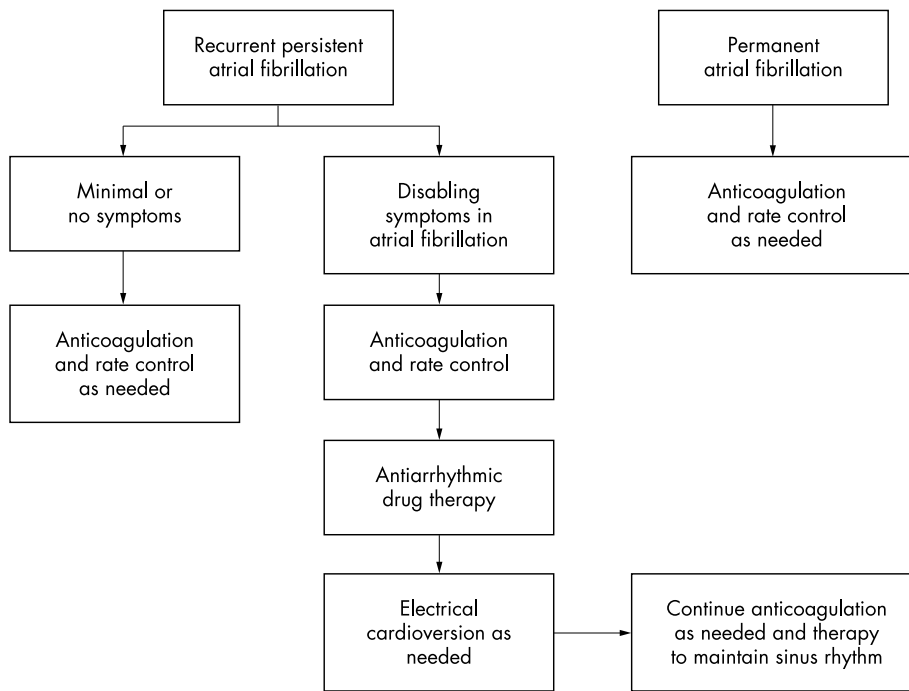 Recurrent persistent
atrial fibrillation
Permanent
atrial fibrillation
Minimal or
no symptoms
Disabling
symptoms in
atrial fibrillation
Anticoagulation
and rate control
as needed
Anticoagulation
and rate control
as needed
Anticoagulation
and rate control
Antiarrhythmic
drug therapy
Electrical
cardioversion as
needed
Continue anticoagulation
as needed and therapy
to maintain sinus rhythm